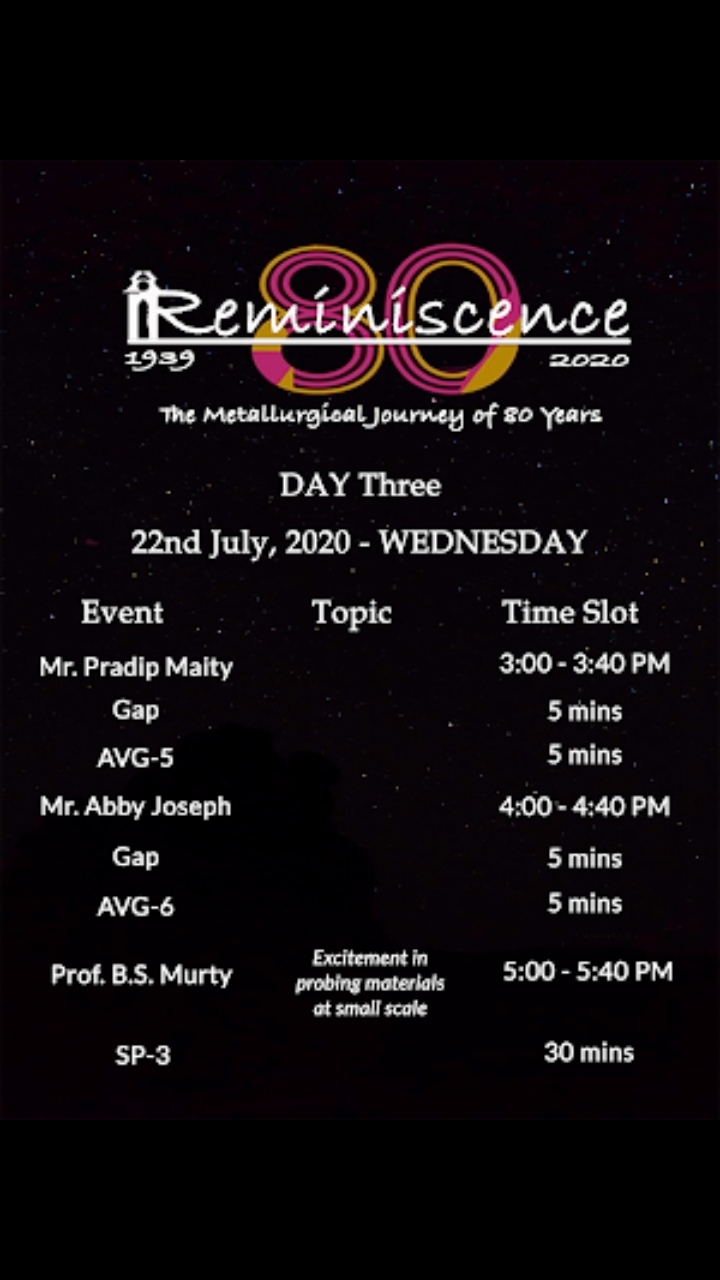 80
Reminiscence
1939 2020
The Metallurgical Journey of 80 Years
DAY Three
22nd July, 2020 - WEDNESDAY
Event Topic Time Slot
Mr. Pradip Maity 3:00 - 3:40 PM
Gap 5 mins
AVG-5 5 mins
Mr. Abby Joseph 4:00 - 4:40 PM
Gap 5 mins
AVG-6 5 mins
Excitement in
Prof. B.S. Murty probing materials 5:00 - 5:40 PM
at small scale
SP-3 30 mins